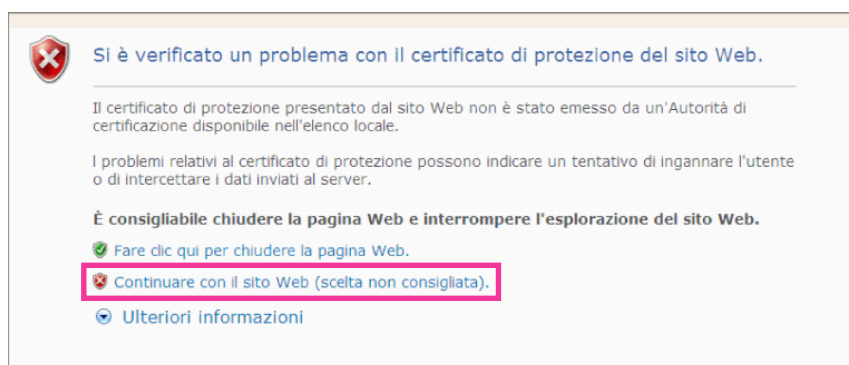 Si è verificato un problema con il certificato di protezione del sito Web.
Il certificato di protezione presentato dal sito Web non è stato emesso da un'Autorità di
certificazione disponibile nell'elenco locale.
I problemi relativi al certificato di protezione possono indicare un tentativo di ingannare l'utente
o di intercettare i dati inviati al server.
È consigliabile chiudere la pagina Web e interrompere l'esplorazione del sito Web.
Fare clic qui per chiudere la pagina Web.
Continuare con il sito Web (scelta non consigliata).
Ulteriori informazioni